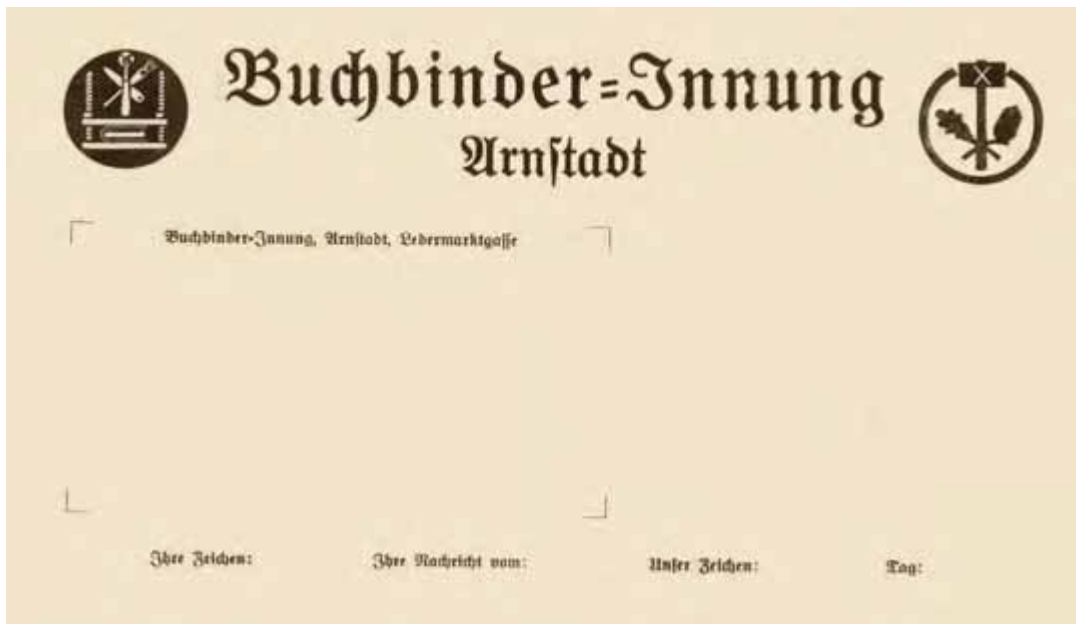 Buchbinder=Innung
Arnſtadt
Buchbinder-Innung, Arnſtadt, Ledermarktgaſſe
Ihre Zeichen: Ihre Nachricht vom: Unſer Zeichen: Tag: